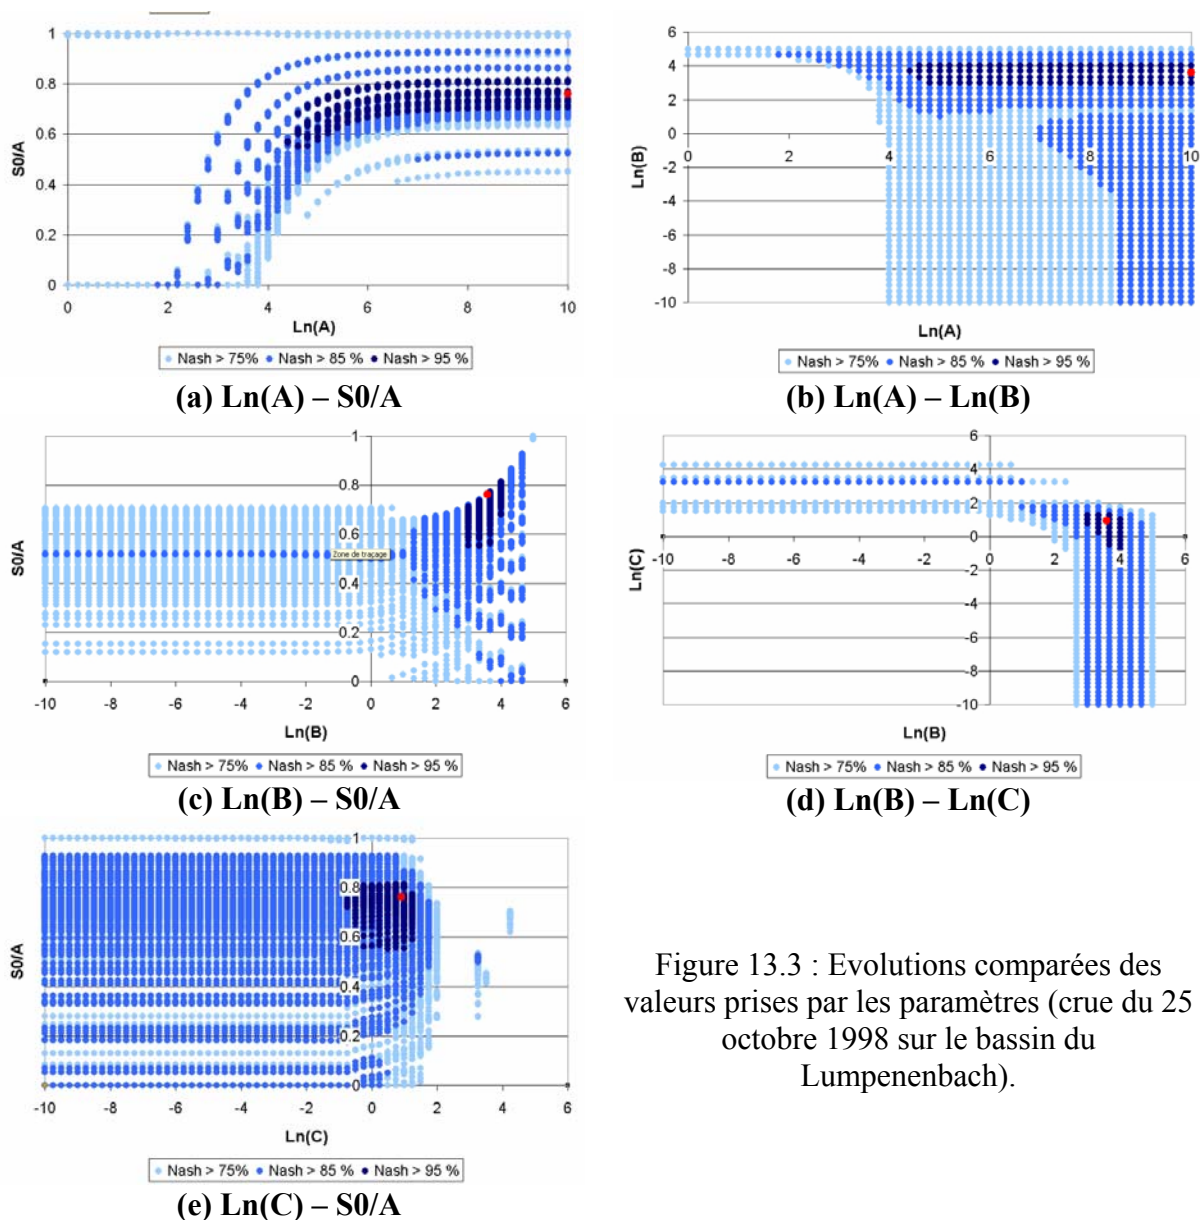 1
0.8
0.6
0.4
0.2
0
S0/A
0 2 4 6 8 10
Ln(A)
Nash > 75% Nash > 85 % Nash > 95 %
(a) Ln(A) – S0/A
6
4
2
0
-2
-4
-6
-8
-10
Ln(B)
0 2 4 6 8 10
Ln(A)
Nash > 75% Nash > 85 % Nash > 95 %
(b) Ln(A) – Ln(B)
1
0.8
0.6
Zone de traçage
0.4
0.2
0
S0/A
-10 -8 -6 -4 -2 0 2 4 6
Ln(B)
Nash > 75% Nash > 85 % Nash > 95 %
(c) Ln(B) – S0/A
6
4
2
0
-2
-4
-6
-8
-10
Ln(C)
-10 -8 -6 -4 -2 0 2 4 6
Ln(B)
Nash > 75% Nash > 85 % Nash > 95 %
(d) Ln(B) – Ln(C)
1
0.8
0.6
0.4
0.2
0
S0/A
-10 -8 -6 -4 -2 0 2 4 6
Ln(C)
Nash > 75% Nash > 85 % Nash > 95 %
(e) Ln(C) – S0/A
Figure 13.3 : Evolutions comparées des
valeurs prises par les paramètres (crue du 25
octobre 1998 sur le bassin du
Lumpenenbach).